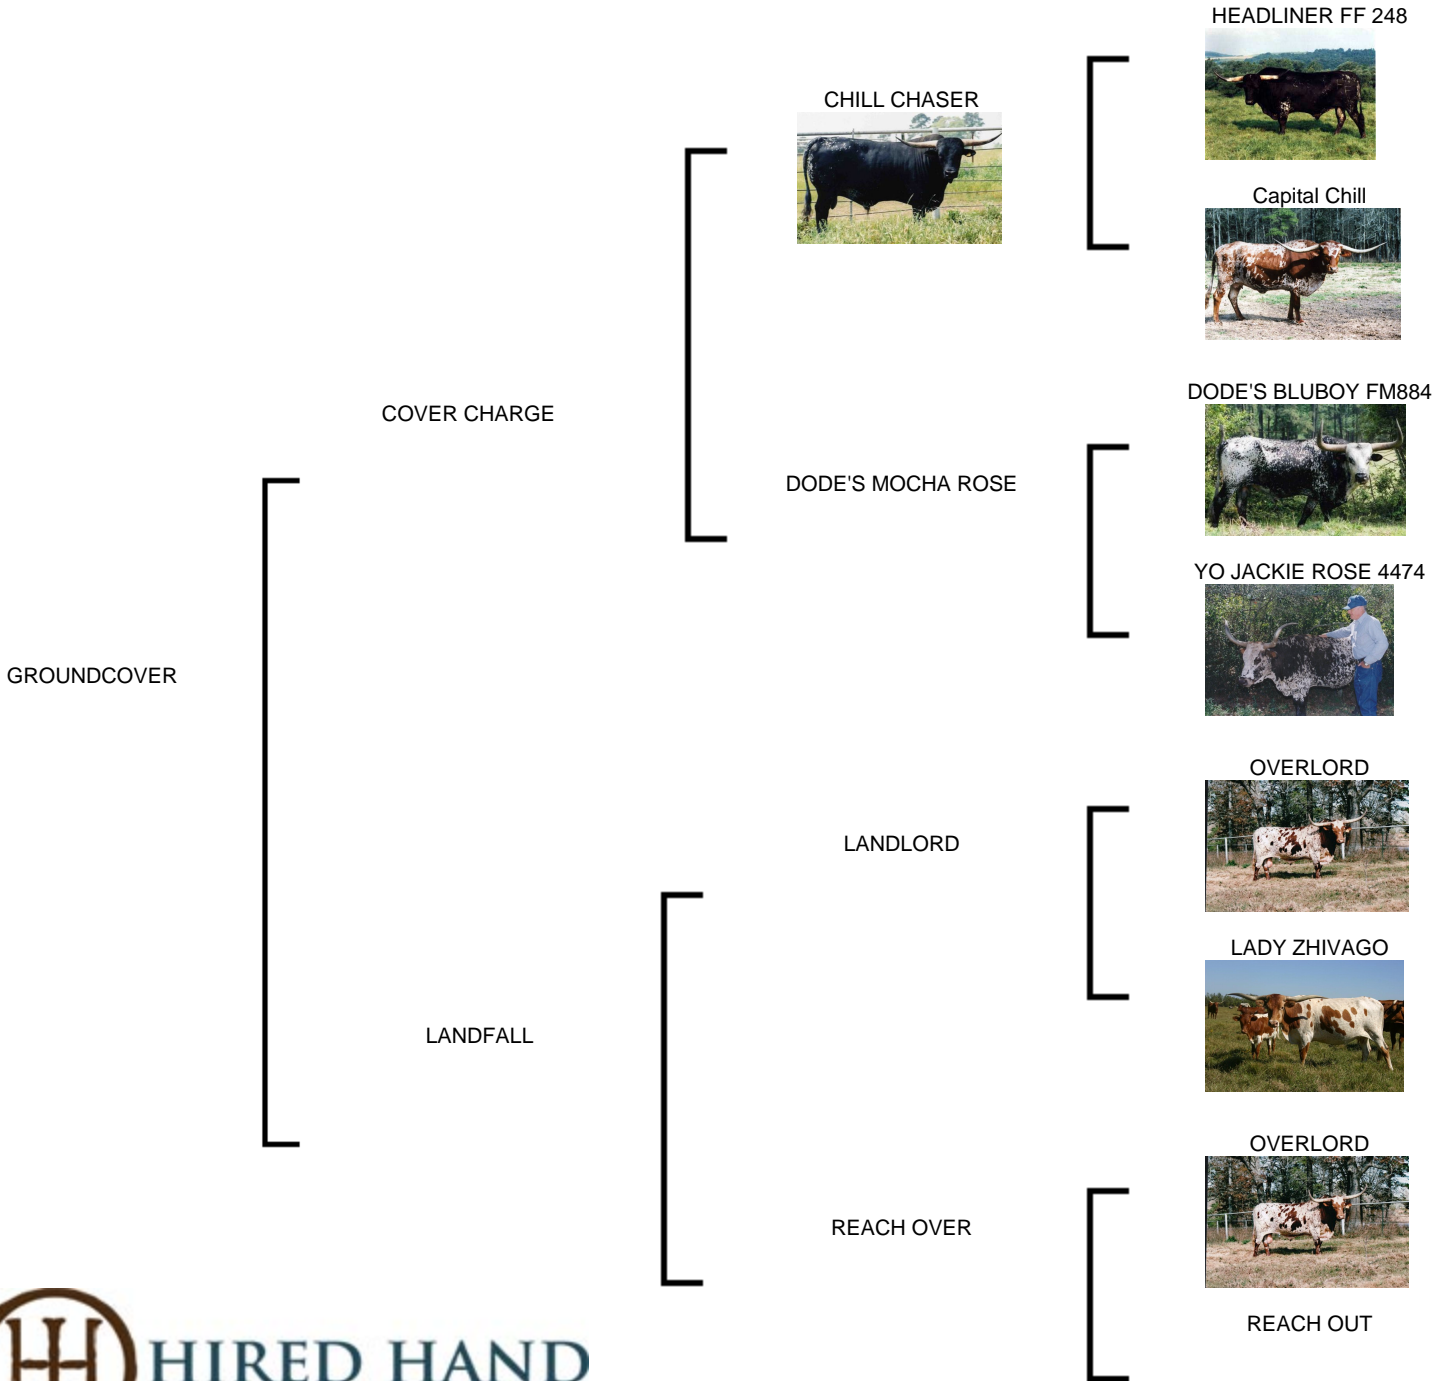 HEADLINER FF 248
CHILL CHASER
Capital Chill
DODE'S BLUBOY FM884
COVER CHARGE
DODE'S MOCHA ROSE
YO JACKIE ROSE 4474
GROUNDCOVER
OVERLORD
LANDLORD
LADY ZHIVAGO
LANDFALL
OVERLORD
REACH OVER
REACH OUT
HIRED HAND